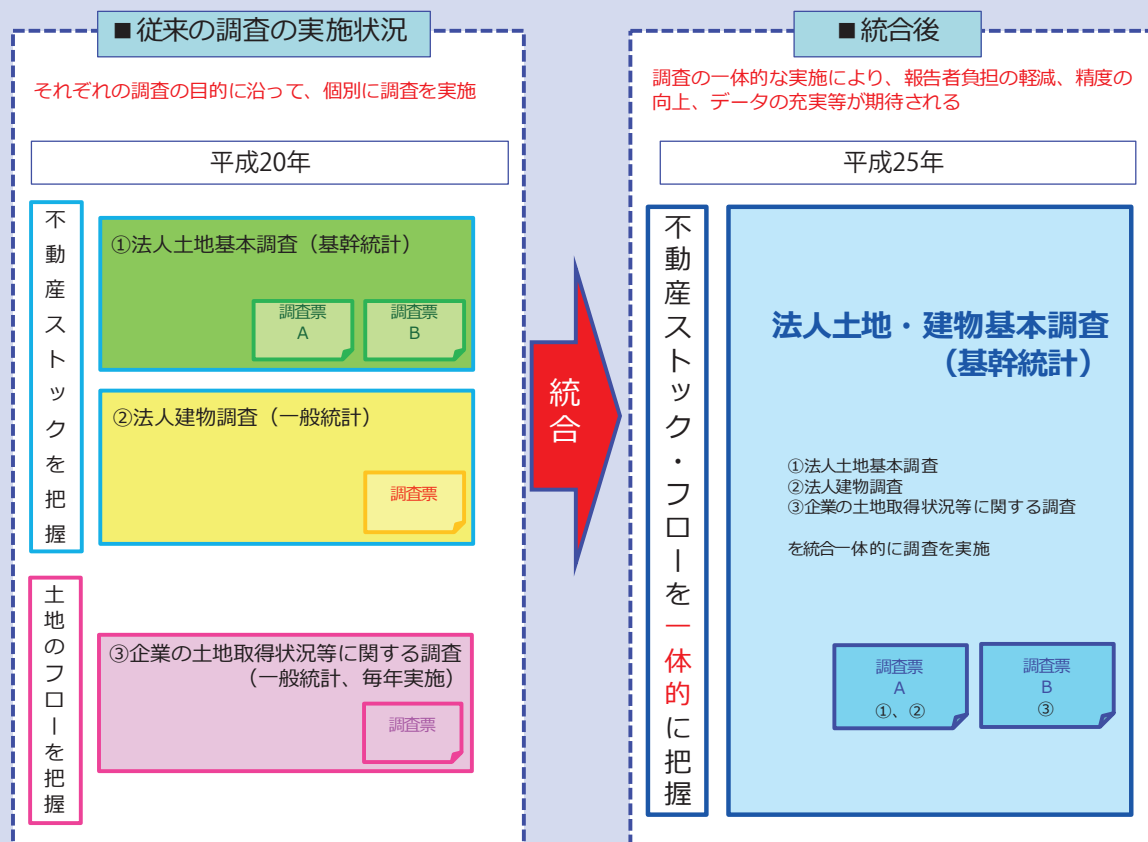 ■従来の調査の実施状況
それぞれの調査の目的に沿って、個別に調査を実施
平成20年
不動産ストックを把握
①法人土地基本調査（基幹統計）
調査票
A
調査票
B
②法人建物調査（一般統計）
調査票
土地のフローを把握
③企業の土地取得状況等に関する調査
（一般統計、毎年実施）
調査票
統合
■統合後
調査の一体的な実施により、報告者負担の軽減、精度の
向上、データの充実等が期待される
平成25年
不動産ストック・フローを一体的に把握
法人土地・建物基本調査
（基幹統計）
①法人土地基本調査
②法人建物調査
③企業の土地取得状況等に関する調査
を統合一体的に調査を実施
調査票
A
①、②
調査票
B
③